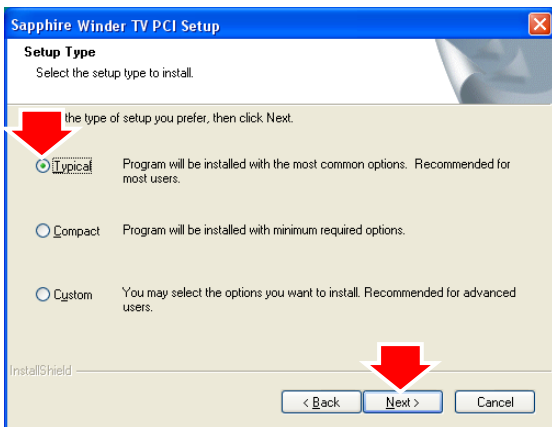 Sapphire Winder TV PCI Setup
Setup Type
Select the setup type to install.
the type of setup you prefer, then click Next.
Typical Program will be installed with the most common options. Recommended for
most users.
Compact Program will be installed with minimum required options.
Custom You may select the options you want to install. Recommended for advanced
users.
InstallShield
< Back Next > Cancel